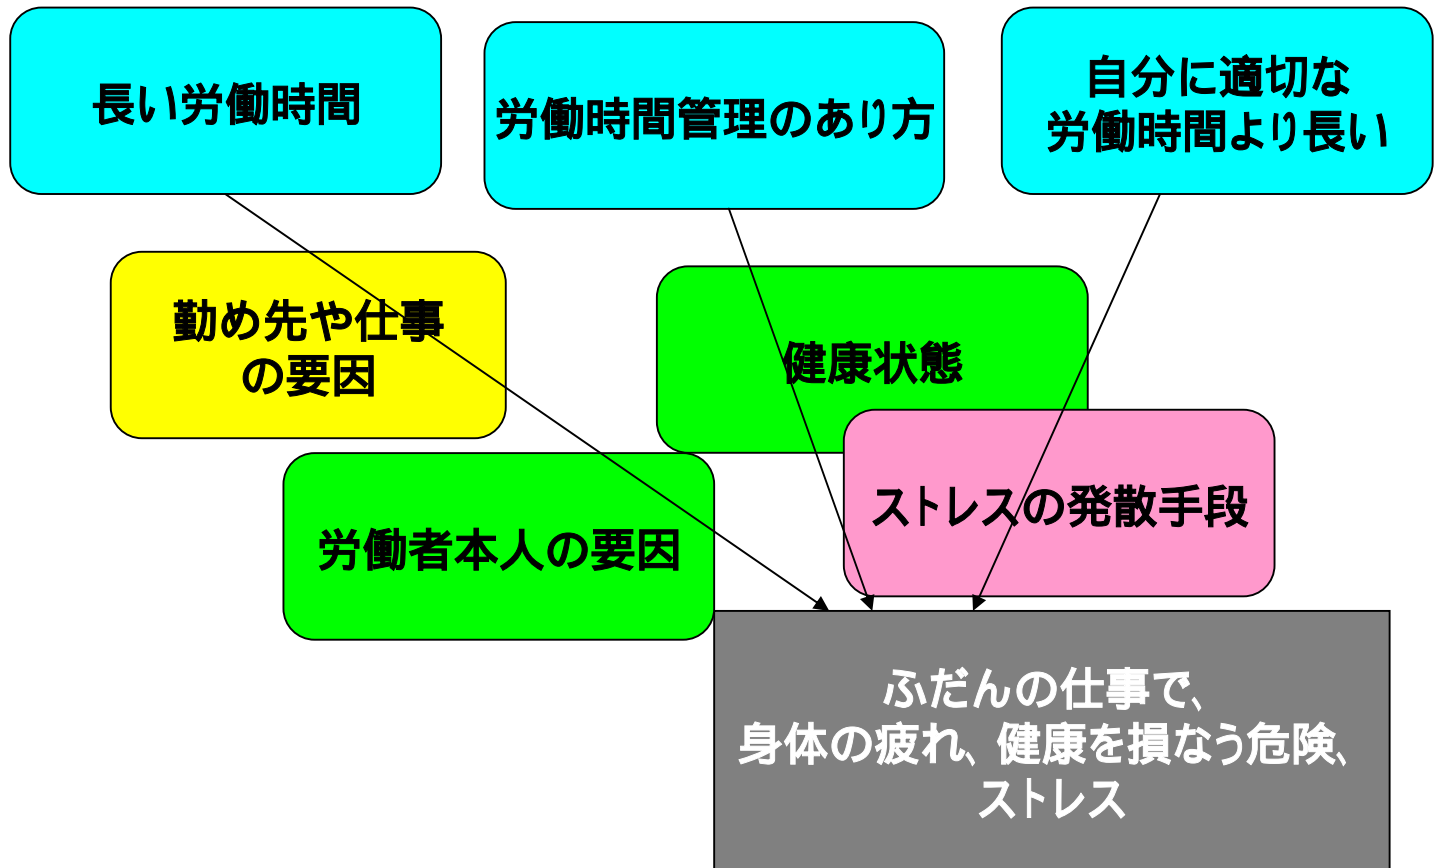 長い労働時間
労働時間管理のあり方
自分に適切な
労働時間より長い
勤め先や仕事
の要因
健康状態
ストレスの発散手段
労働者本人の要因
ふだんの仕事で、
身体の疲れ、健康を損なう危険、
ストレス